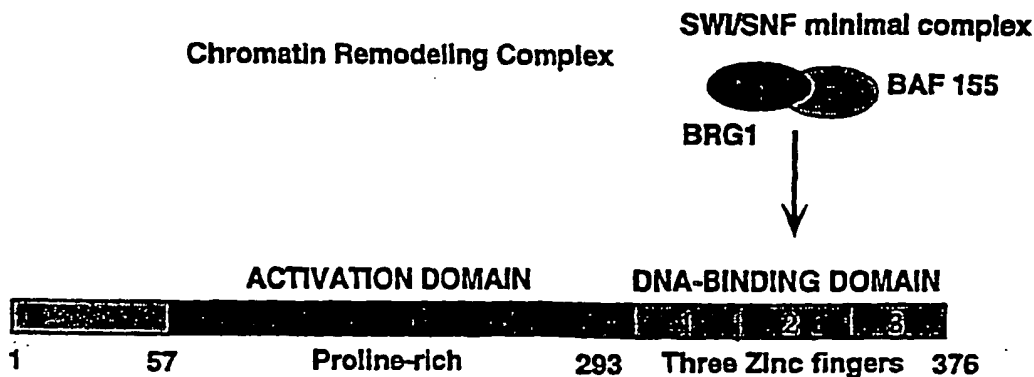 SWI/SNF minimal complex
Chromatin Remodeling Complex
BAF 155
BRG1
ACTIVATION DOMAIN DNA-BINDING DOMAIN
1 2 3
1 57 Proline-rich 293 Three Zinc fingers 376